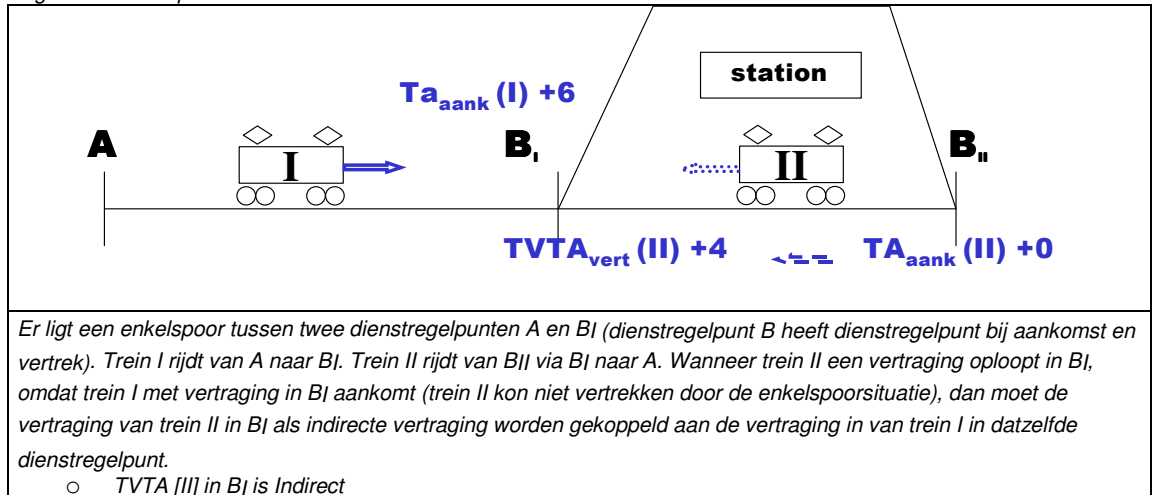 station
Ta aank (I) +6
A
I
B I
II
B II
TVTA vert (II) +4
TA aank (II) +0
Er ligt een enkelspoor tussen twee dienstregelpunten A en BI (dienstregelpunt B heeft dienstregelpunt bij aankomst en
vertrek). Trein I rijdt van A naar BI. Trein II rijdt van BII via BI naar A. Wanneer trein II een vertraging oploopt in BI,
omdat trein I met vertraging in BI aankomt (trein II kon niet vertrekken door de enkelspoorsituatie), dan moet de
vertraging van trein II in BI als indirecte vertraging worden gekoppeld aan de vertraging in van trein I in datzelfde
dienstregelpunt.
○ TVTA [II] in BI is Indirect